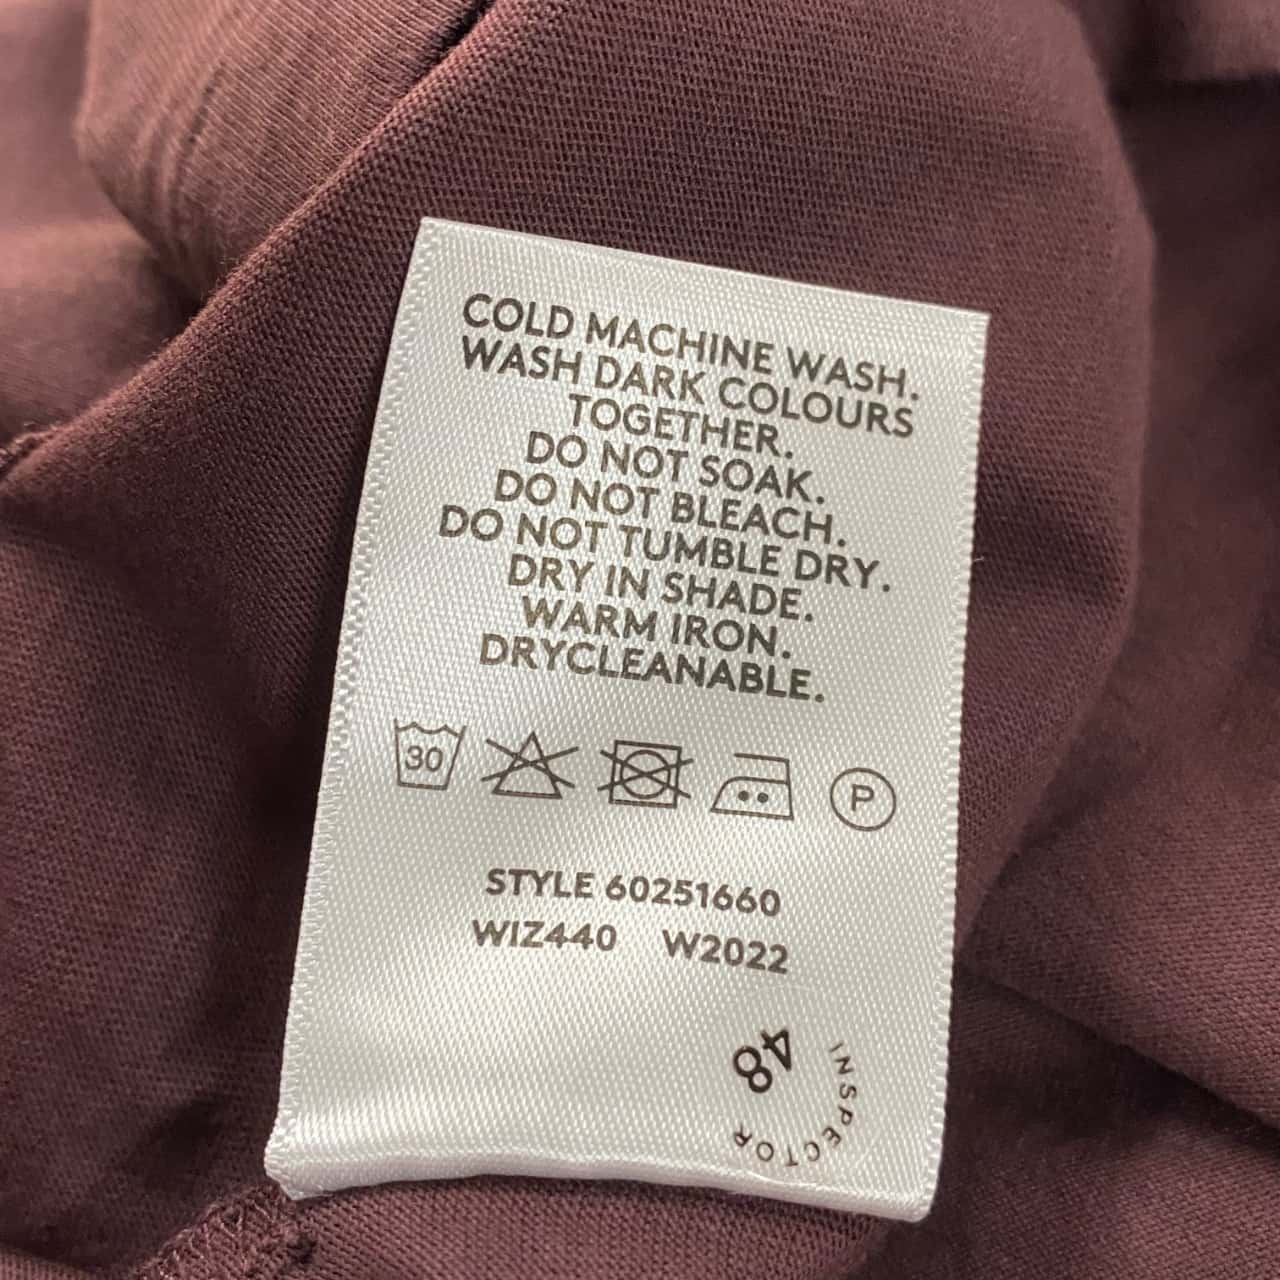 COLD MACHINE WASH.
WASH DARK COLOURS
TOGETHER.
DO NOT SOAK.
DO NOT BLEACH.
DO NOT TUMBLE DRY.
DRY IN SHADE.
WARM IRON.
DRYCLEANABLE.
30
P
STYLE 60251660
WIZ440 W2022
48
INSPECTOR